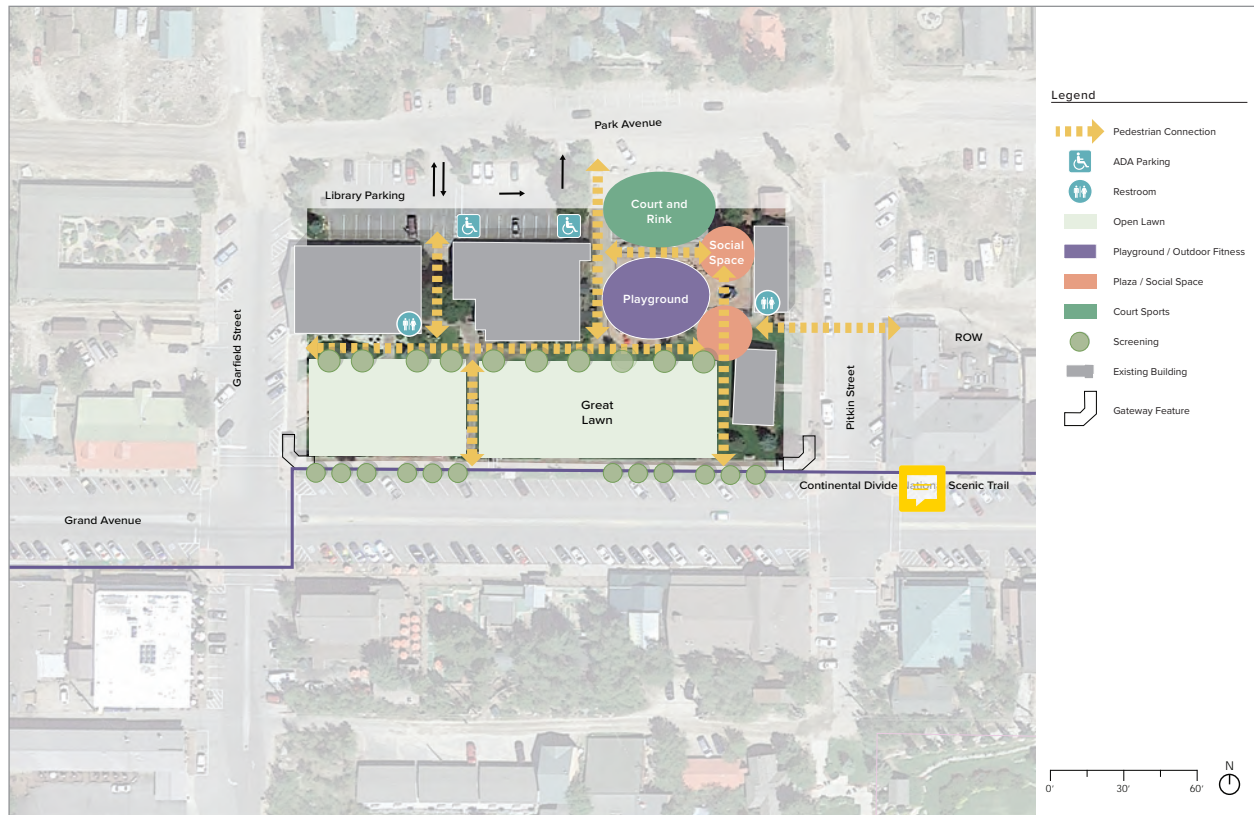 Park Avenue
Library Parking
Court and
Rink
Social
Space
Playground
Garfield Street
ROW
Great
Lawn
Pitkin Street
Continental Divide National Scenic Trail
Grand Avenue
Legend
Pedestrian Connection
ADA Parking
Restroom
Open Lawn
Playground / Outdoor Fitness
Plaza / Social Space
Court Sports
Screening
Existing Building
Gateway Feature
N
0' 30' 60'